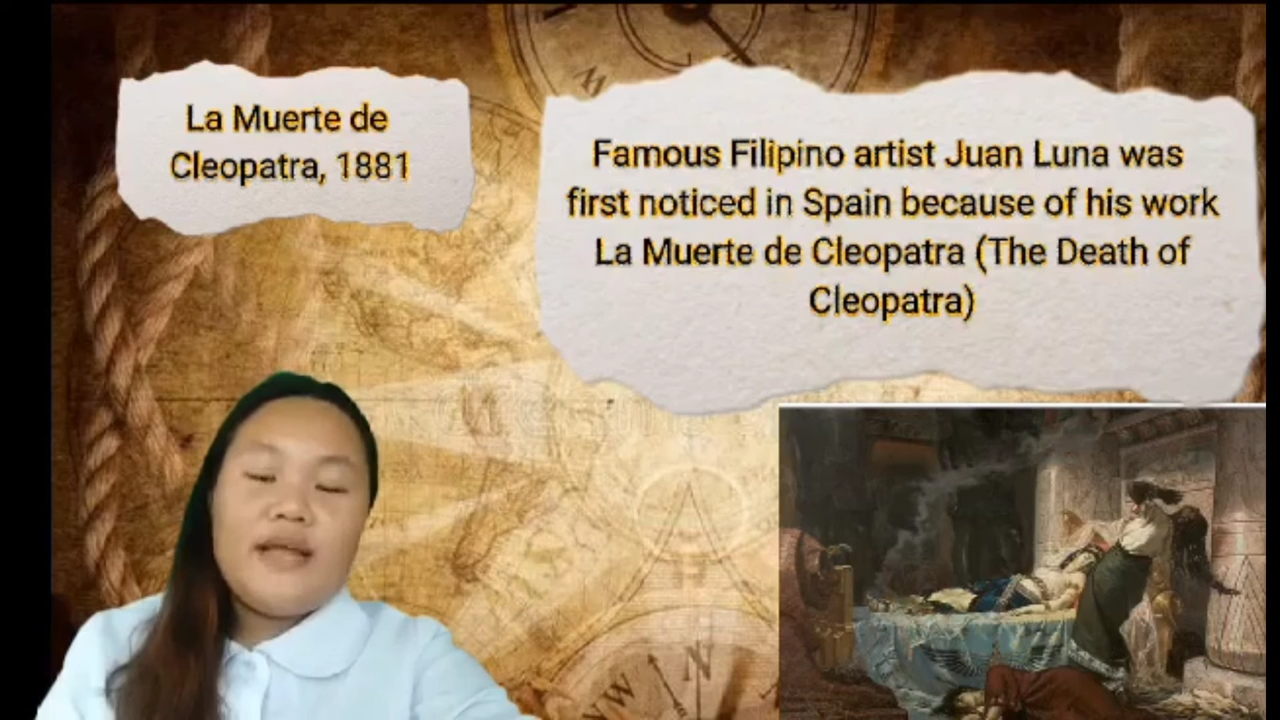 La Muerte de
Cleopatra, 1881
Famous Filipino artist Juan Luna was
first noticed in Spain because of his work
La Muerte de Cleopatra (The Death of
Cleopatra)
N
W